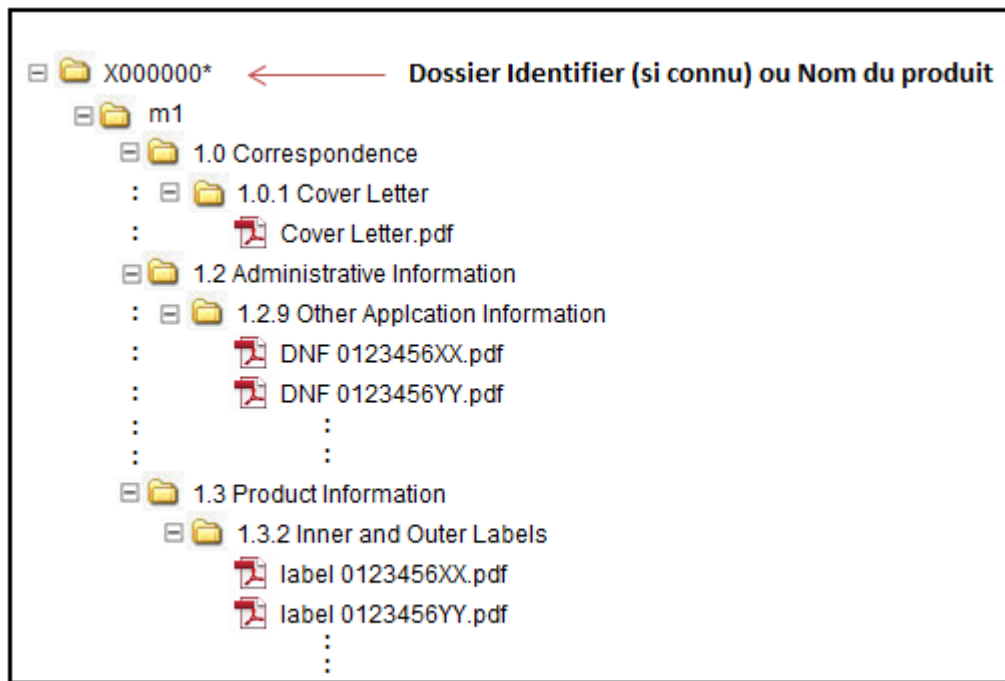 X000000* Dossier Identifier (si connu) ou Nom du produit
m1
1.0 Correspondence
: 1.0.1 Cover Letter
: Cover Letter.pdf
1.2 Administrative Information
: 1.2.9 Other Applcation Information
: DNF 0123456XX.pdf
: DNF 0123456YY.pdf
: :
: :
1.3 Product Information
1.3.2 Inner and Outer Labels
label 0123456XX.pdf
label 0123456YY.pdf
:
: